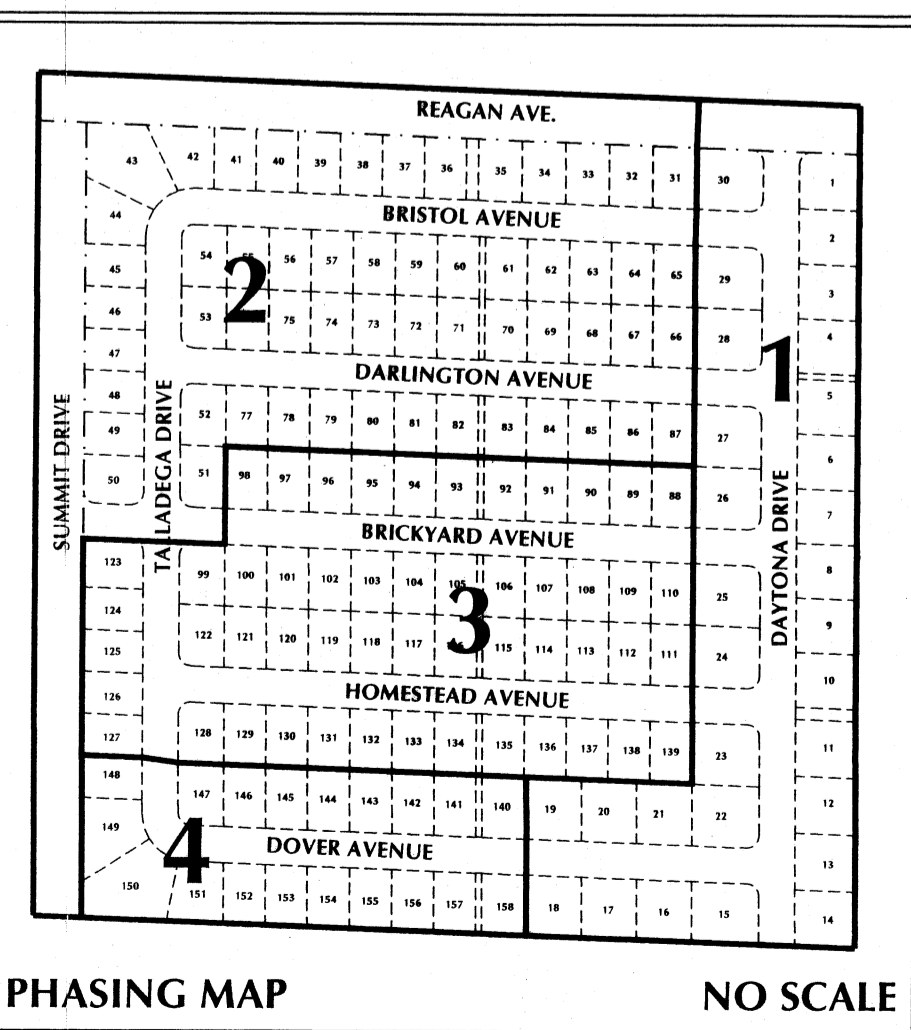 REAGAN AVE.
43 42 41 40 39 38 37 36 35 34 33 32 31 30 1
44 BRISTOL AVENUE 2
54 55 56 57 58 59 60 61 62 63 64 65 29
45 3
2
46 53 75 74 73 72 71 70 69 68 67 66 28 4
47 1
DARLINGTON AVENUE
48 5
52 77 78 79 80 81 82 83 84 85 86 87 27
49 6
50 51 98 97 96 95 94 93 92 91 90 89 88 26
SUMMIT DRIVE
TALLADEGA DRIVE
DAYTONA DRIVE
7
BRICKYARD AVENUE
123 8
99 100 101 102 103 104 105 106 107 108 109 110 25
124 3 9
122 121 120 119 118 117 115 114 113 112 111 24
125 10
126 HOMESTEAD AVENUE
127 128 129 130 131 132 133 134 135 136 137 138 139 23 11
148 147 146 145 144 143 142 141 140 19 20 21 22 12
149 DOVER AVENUE
4 13
150 151 152 153 154 155 156 157 158 18 17 16 15 14
PHASING MAP NO SCALE